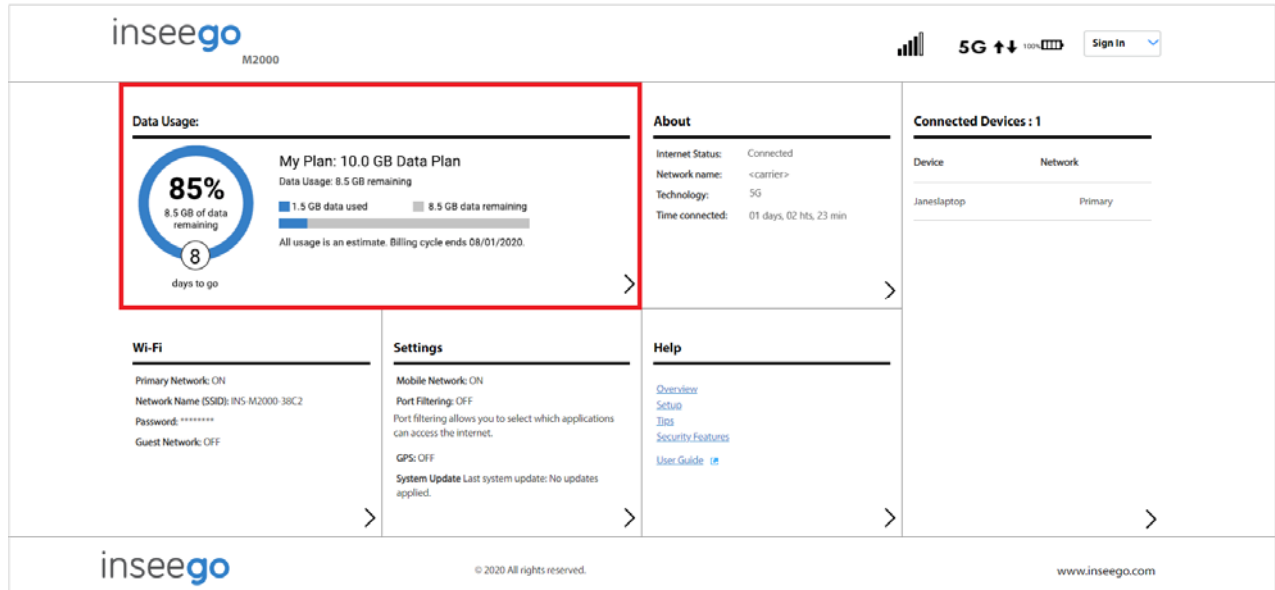 inseego
M2000
5G
100%
Sign In
Data Usage:
85%
8.5 GB of data
remaining
8
days to go
My Plan: 10.0 GB Data Plan
Data Usage: 8.5 GB remaining
1.5 GB data used
8.5 GB data remaining
All usage is an estimate. Billing cycle ends 08/01/2020.
About
Internet Status: Connected
Network name: <carrier>
Technology: 5G
Time connected: 01 days, 02 hts, 23 min
Connected Devices : 1
Device Network
Janeslaptop Primary
Wi-Fi
Primary Network: ON
Network Name (SSID): INS-M2000-38C2
Password: ********
Guest Network: OFF
Settings
Mobile Network: ON
Port Filtering: OFF
Port filtering allows you to select which applications
can access the internet.
GPS: OFF
System Update Last system update: No updates
applied.
Help
Overview
Setup
Tips
Security Features
User Guide
inseego
© 2020 All rights reserved.
www.inseego.com